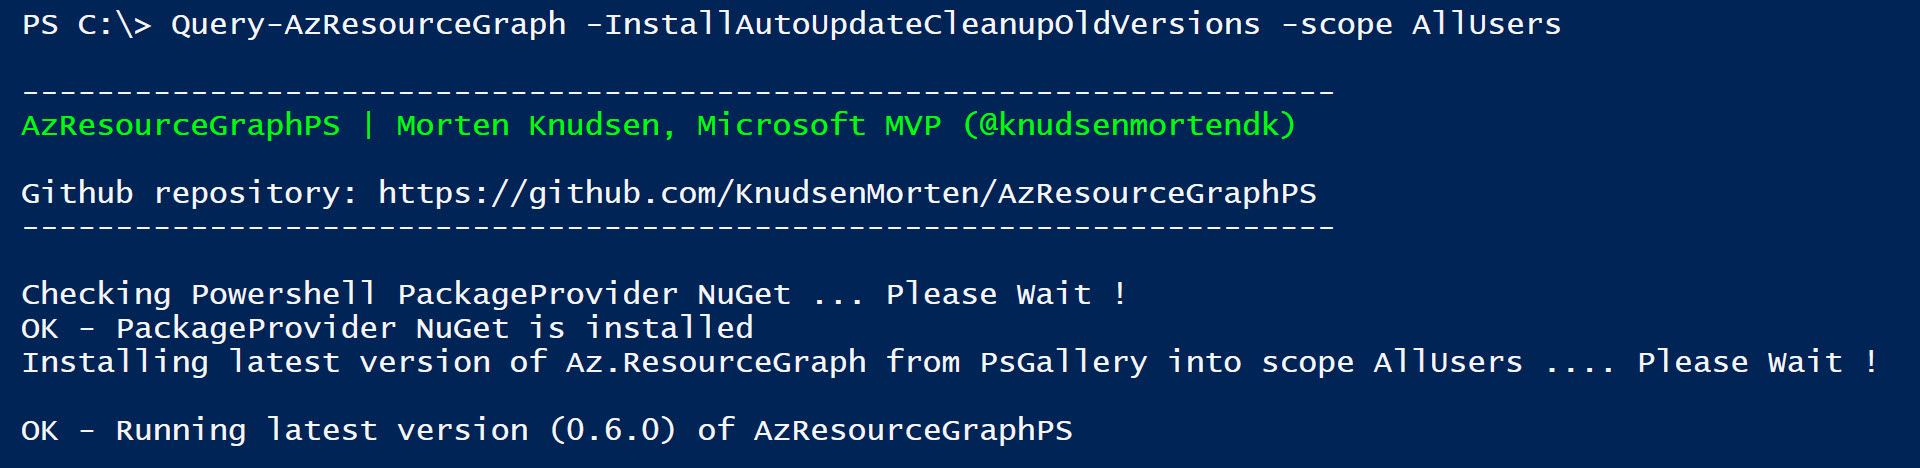 PS C:\> Query-AzResourceGraph -InstallAutoUpdateCleanupOldVersions -scope AllUsers
----------------------------------------------------------------------
AzResourceGraphPS | Morten Knudsen, Microsoft MVP (@knudsenmortendk)
Github repository: https://github.com/KnudsenMorten/AzResourceGraphPS
----------------------------------------------------------------------
Checking Powershell PackageProvider NuGet ... Please Wait !
OK - PackageProvider NuGet is installed
Installing latest version of Az.ResourceGraph from PsGallery into scope AllUsers .... Please Wait !
OK - Running latest version (0.6.0) of AzResourceGraphPS